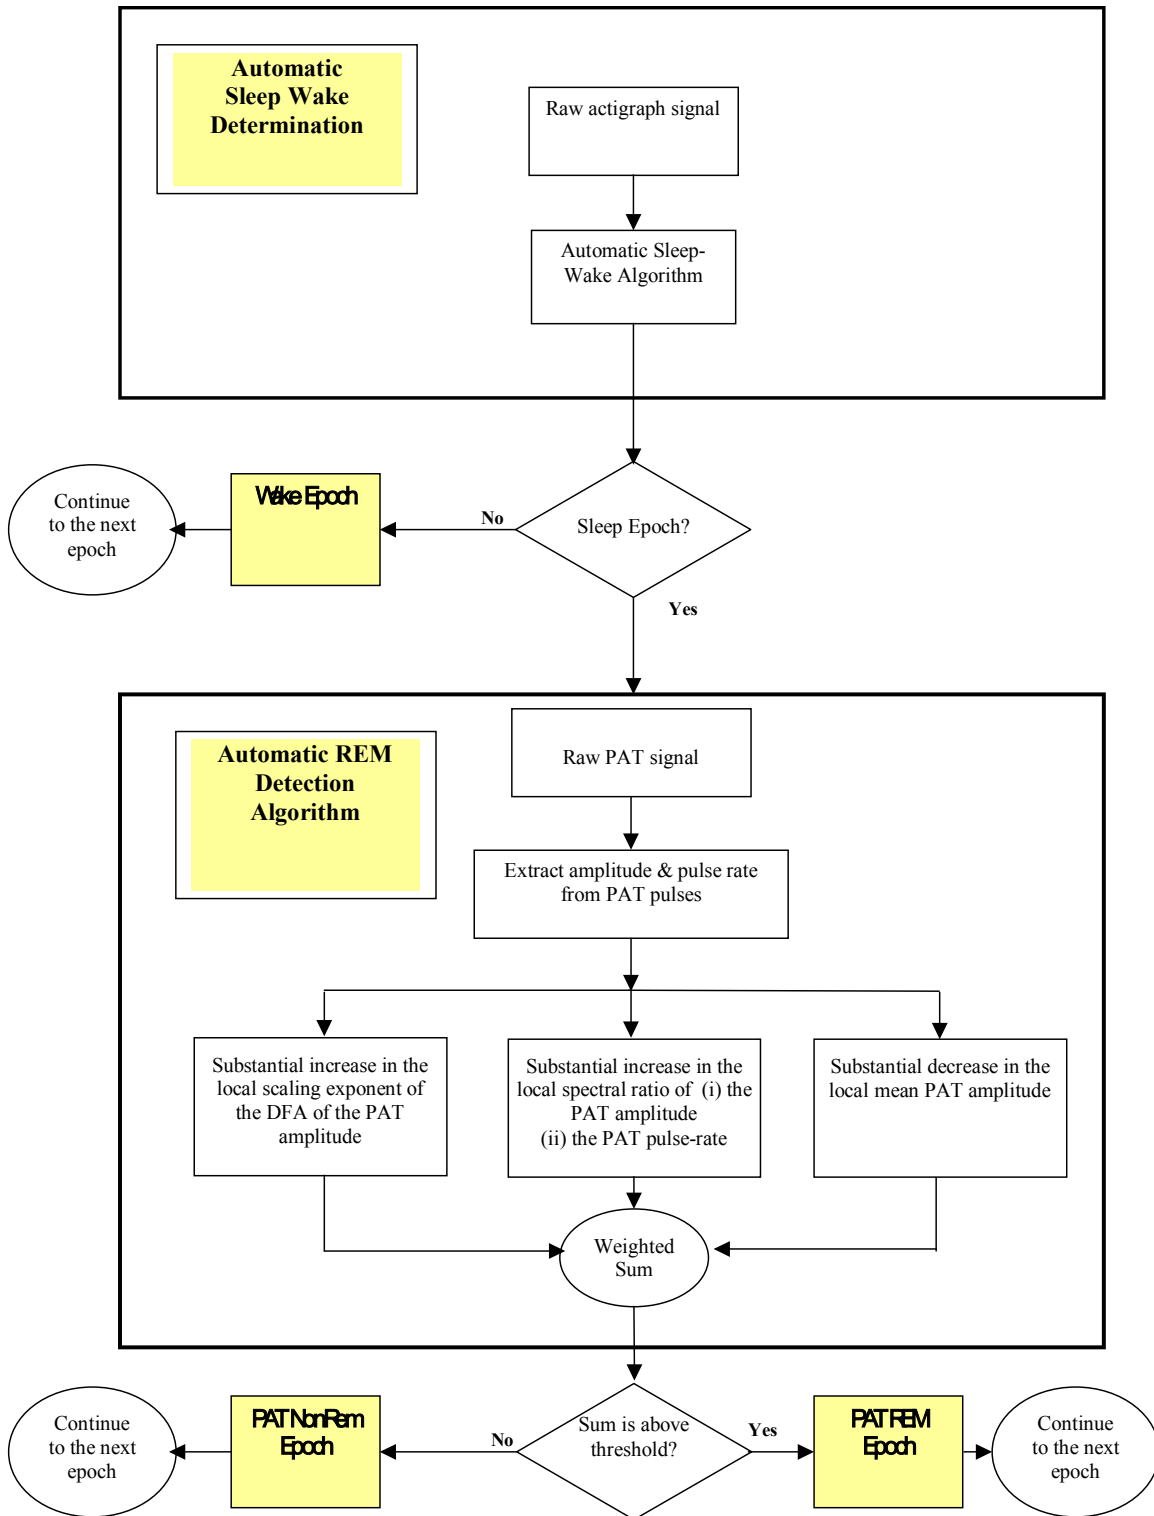 Automatic
Sleep Wake
Determination
Raw actigraph signal
Automatic Sleep-
Wake Algorithm
Continue
to the next
epoch
Wake Epoch
No
Sleep Epoch?
Yes
Automatic REM
Detection
Algorithm
Raw PAT signal
Extract amplitude & pulse rate
from PAT pulses
Substantial increase in the
local scaling exponent of
the DFA of the PAT
amplitude
Substantial increase in the
local spectral ratio of (i) the
PAT amplitude
(ii) the PAT pulse-rate
Substantial decrease in the
local mean PAT amplitude
Weighted
Sum
Continue
to the next
epoch
PAT NonRem
Epoch
No
Sum is above
threshold?
Yes
PAT REM
Epoch
Continue
to the next
epoch